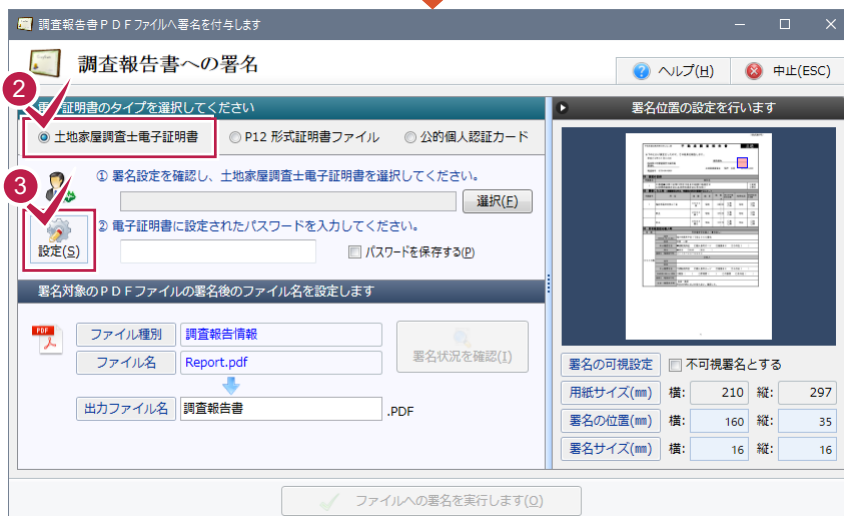 調査報告書ＰＤＦファイルへ署名を付与します
調査報告書への署名
ヘルプ(H)
中止(ESC)
2
証明書のタイプを選択してください
土地家屋調査士電子証明書
P12 形式証明書ファイル
公的個人認証カード
3
① 署名設定を確認し、土地家屋調査士電子証明書を選択してください。
選択(E)
設定(S)
② 電子証明書に設定されたパスワードを入力してください。
パスワードを保存する(P)
署名対象のＰＤＦファイルの署名後のファイル名を設定します
PDF
ファイル種別
調査報告情報
ファイル名
Report.pdf
署名状況を確認(I)
出力ファイル名
調査報告書
.PDF
署名位置の設定を行います
署名の可視設定
不可視署名とする
用紙サイズ(㎜) 横: 210 縦: 297
署名の位置(㎜) 横: 160 縦: 35
署名サイズ(㎜) 横: 16 縦: 16
ファイルへの署名を実行します(O)